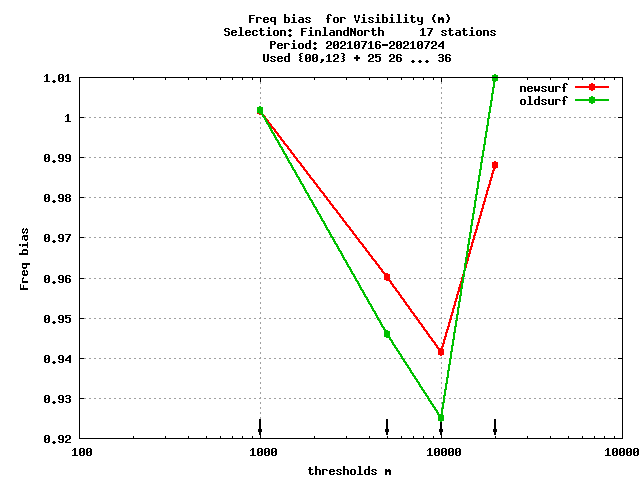 Freq bias  for Visibility (m)
Selection: FinlandNorth     17 stations
Period: 20210716-20210724
Used {00,12} + 25 26 ... 36
newsurf
oldsurf
1.01
1
0.99
0.98
0.97
0.96
0.95
0.94
0.93
0.92
Freq bias
100 1000 10000 10000
thresholds m